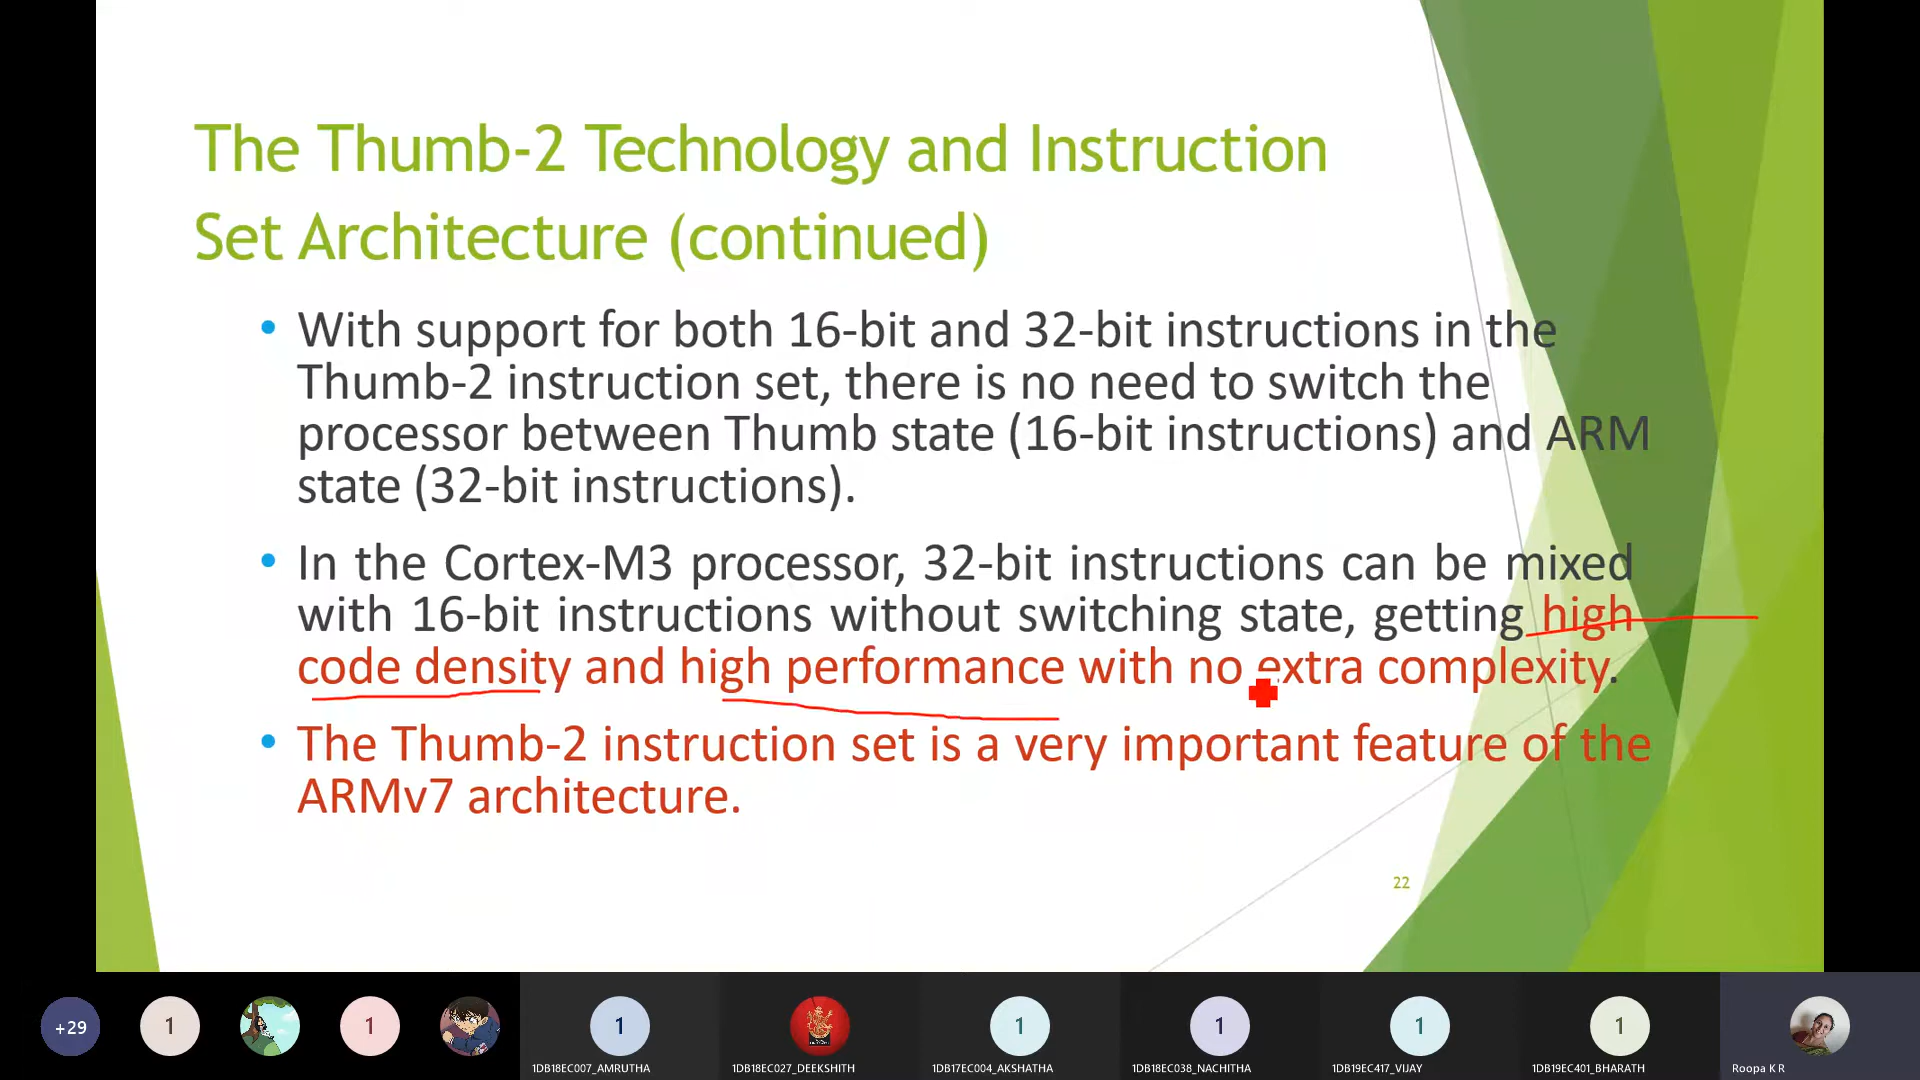 The Thumb-2 Technology and Instruction
Set Architecture (continued)
• With support for both 16-bit and 32-bit instructions in the
Thumb-2 instruction set, there is no need to switch the
processor between Thumb state (16-bit instructions) and ARM
state (32-bit instructions).
• In the Cortex-M3 processor, 32-bit instructions can be mixed
with 16-bit instructions without switching state, getting high
code density and high performance with no extra complexity.
• The Thumb-2 instruction set is a very important feature of the
ARMv7 architecture.
22
+29 1 1 1 1 1 1 1
1DB18EC007_AMRUTHA 1DB18EC027_DEEKSHITH 1DB17EC004_AKSHATHA 1DB18EC038_NACHITHA 1DB19EC417_VIJAY 1DB19EC401_BHARATH Roopa K R